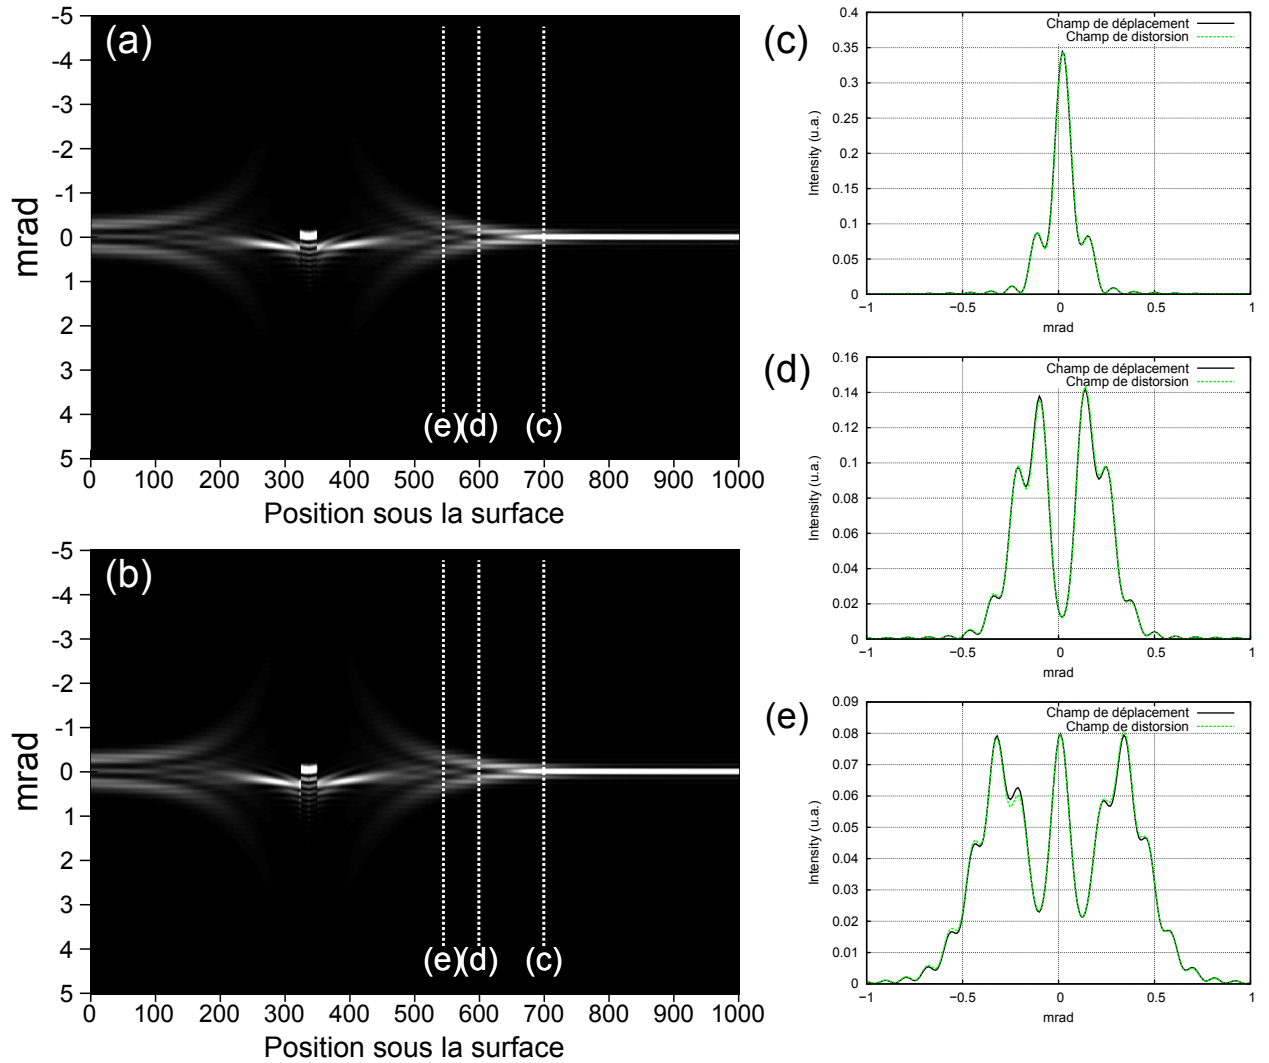 (a)
-5
-4
-3
-2
-1
0
1
2
3
4
5
mrad
(e)(d) (c)
0 100 200 300 400 500 600 700 800 900 1000
Position sous la surface
(b)
-5
-4
-3
-2
-1
0
1
2
3
4
5
mrad
(e)(d) (c)
0 100 200 300 400 500 600 700 800 900 1000
Position sous la surface
(c)
Champ de déplacement
Champ de distorsion
0.4
0.35
0.3
0.25
0.2
0.15
0.1
0.05
0
Intensity (u.a.)
-1 -0.5 0 0.5 1
mrad
(d)
Champ de déplacement
Champ de distorsion
0.16
0.14
0.12
0.1
0.08
0.06
0.04
0.02
0
Intensity (u.a.)
-1 -0.5 0 0.5 1
mrad
(e)
Champ de déplacement
Champ de distorsion
0.09
0.08
0.07
0.06
0.05
0.04
0.03
0.02
0.01
0
Intensity (u.a.)
-1 -0.5 0 0.5 1
mrad